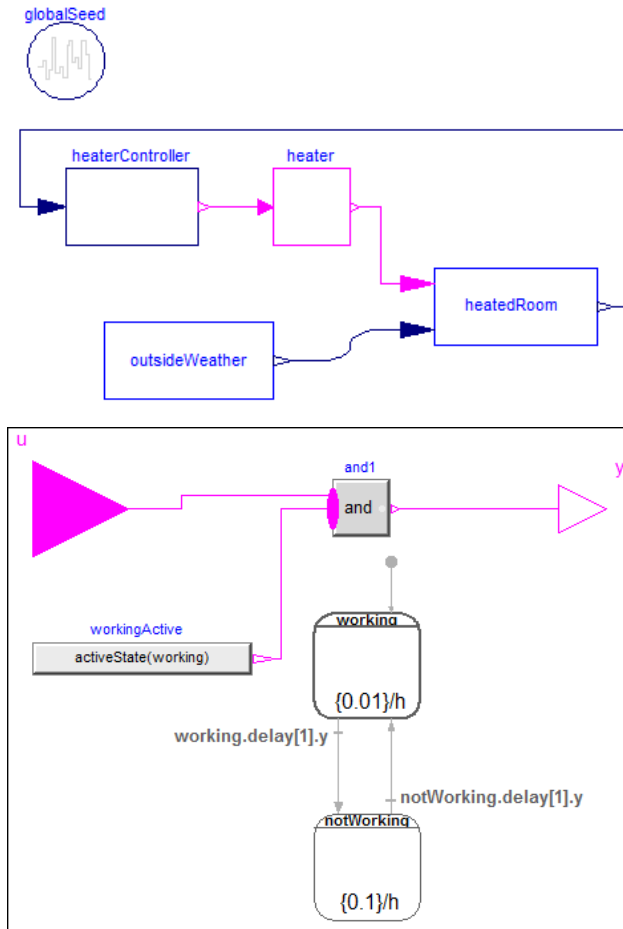 globalSeed
heaterController
heater
heatedRoom
outsideWeather
u
y
and1
and
workingActive
activeState(working)
working
{0.01}/h
working.delay[1].y
notWorking.delay[1].y
notWorking
{0.1}/h